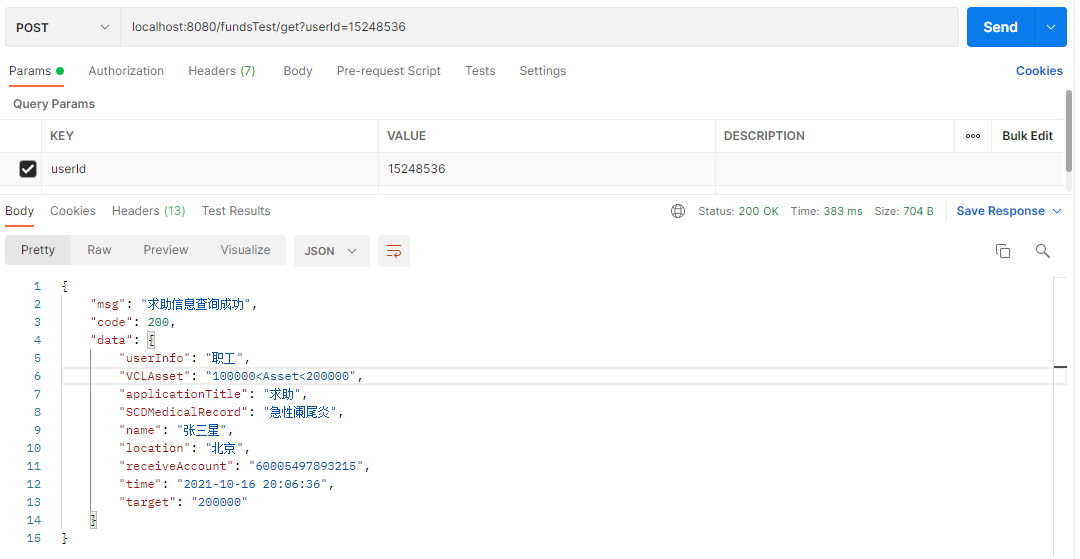 POST localhost:8080/fundsTest/get?userId=15248536 Send
Params Authorization Headers (7) Body Pre-request Script Tests Settings Cookies
Query Params
KEY VALUE DESCRIPTION ooo Bulk Edit
userId 15248536
Body Cookies Headers (13) Test Results Status: 200 OK Time: 383 ms Size: 704 B Save Response
Pretty Raw Preview Visualize JSON
1 {
2 "msg": "求助信息查询成功",
3 "code": 200,
4 "data": {
5 "userInfo": "职工",
6 "VCLAsset": "100000<Asset<200000",
7 "applicationTitle": "求助",
8 "SCDMedicalRecord": "急性阑尾炎",
9 "name": "张三星",
10 "location": "北京",
11 "receiveAccount": "60005497893215",
12 "time": "2021-10-16 20:06:36",
13 "target": "200000"
14 }
15 }